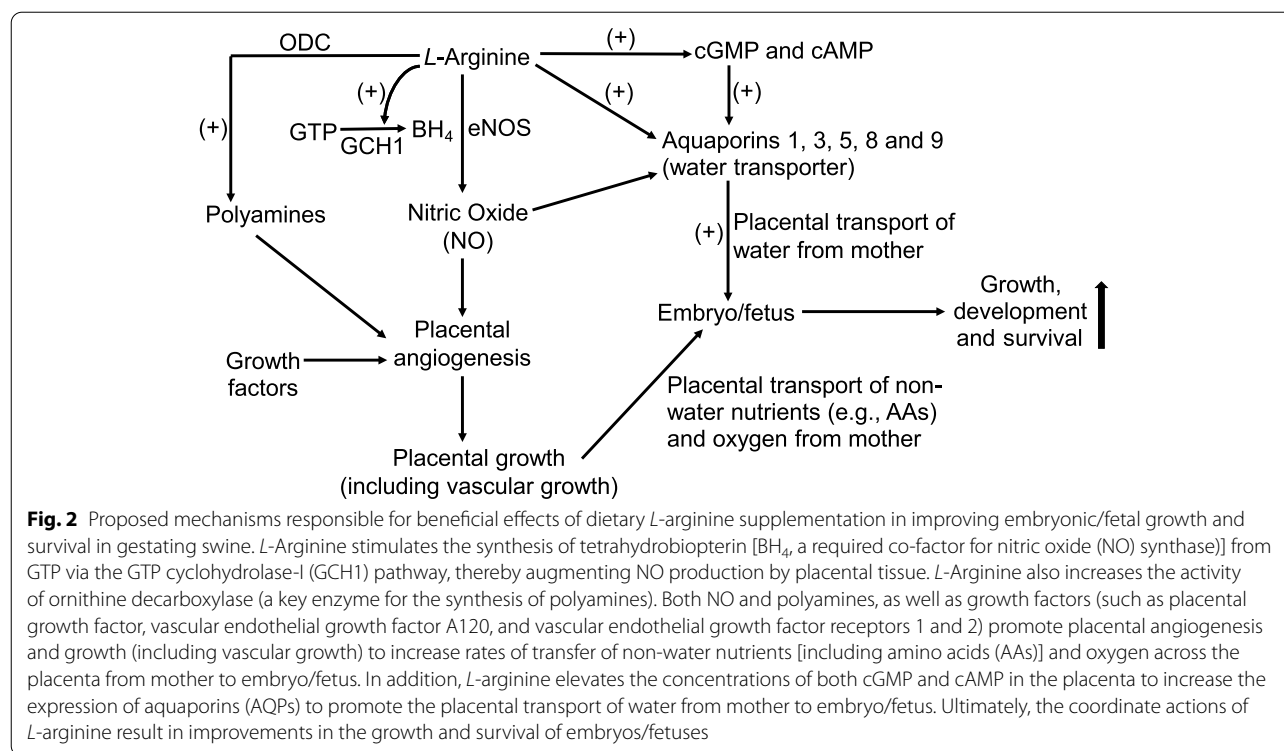 ODC
L-Arginine
(+)
cGMP and cAMP
(+)
(+)
(+)
(+)
GTP
BH4
eNOS
GCH1
Aquaporins 1, 3, 5, 8 and 9
(water transporter)
Polyamines
Nitric Oxide
(NO)
(+)
Placental transport of
water from mother
Embryo/fetus
Growth,
development
and survival
Growth
factors
Placental
angiogenesis
Placental transport of non-
water nutrients (e.g., AAs)
and oxygen from mother
Placental growth
(including vascular growth)
Fig. 2 Proposed mechanisms responsible for beneficial effects of dietary L-arginine supplementation in improving embryonic/fetal growth and
survival in gestating swine. L-Arginine stimulates the synthesis of tetrahydrobiopterin [BH4, a required co-factor for nitric oxide (NO) synthase)] from
GTP via the GTP cyclohydrolase-I (GCH1) pathway, thereby augmenting NO production by placental tissue. L-Arginine also increases the activity
of ornithine decarboxylase (a key enzyme for the synthesis of polyamines). Both NO and polyamines, as well as growth factors (such as placental
growth factor, vascular endothelial growth factor A120, and vascular endothelial growth factor receptors 1 and 2) promote placental angiogenesis
and growth (including vascular growth) to increase rates of transfer of non-water nutrients [including amino acids (AAs)] and oxygen across the
placenta from mother to embryo/fetus. In addition, L-arginine elevates the concentrations of both cGMP and cAMP in the placenta to increase the
expression of aquaporins (AQPs) to promote the placental transport of water from mother to embryo/fetus. Ultimately, the coordinate actions of
L-arginine result in improvements in the growth and survival of embryos/fetuses